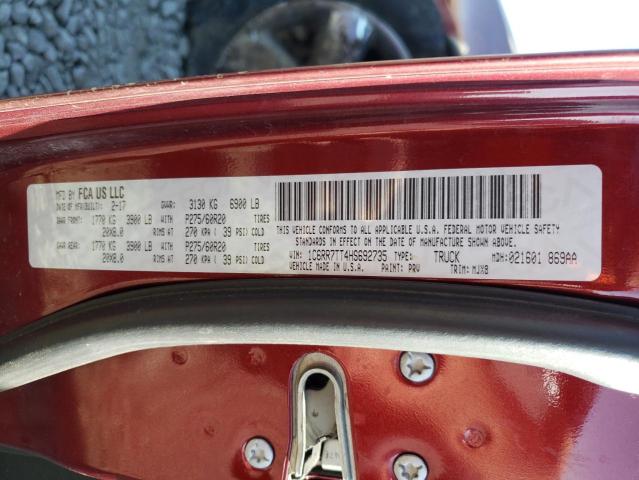 MFD BY FCA US LLC
DATE OF MFR(BUILT): 2-17 GVWR: 3130 KG 6900 LB
GAWR FRONT: 1770 KG 3900 LB WITH P275/60R20 TIRES
20X8.0 AT 270 KPA ( 39 PSI) COLD
GAWR REAR: 1770 KG 3900 LB WITH P275/60R20 TIRES
20X8.0 AT 270 KPA ( 39 PSI) COLD
THIS VEHICLE CONFORMS TO ALL APPLICABLE U.S.A. FEDERAL MOTOR VEHICLE SAFETY
STANDARDS IN EFFECT ON THE DATE OF MANUFACTURE SHOWN ABOVE.
VIN: 1C6RR7TT4HS692735 TYPE: TRUCK MDH: 021601 869AA
VEHICLE MADE IN U.S.A. PAINT: PRV TRIM: MJX8